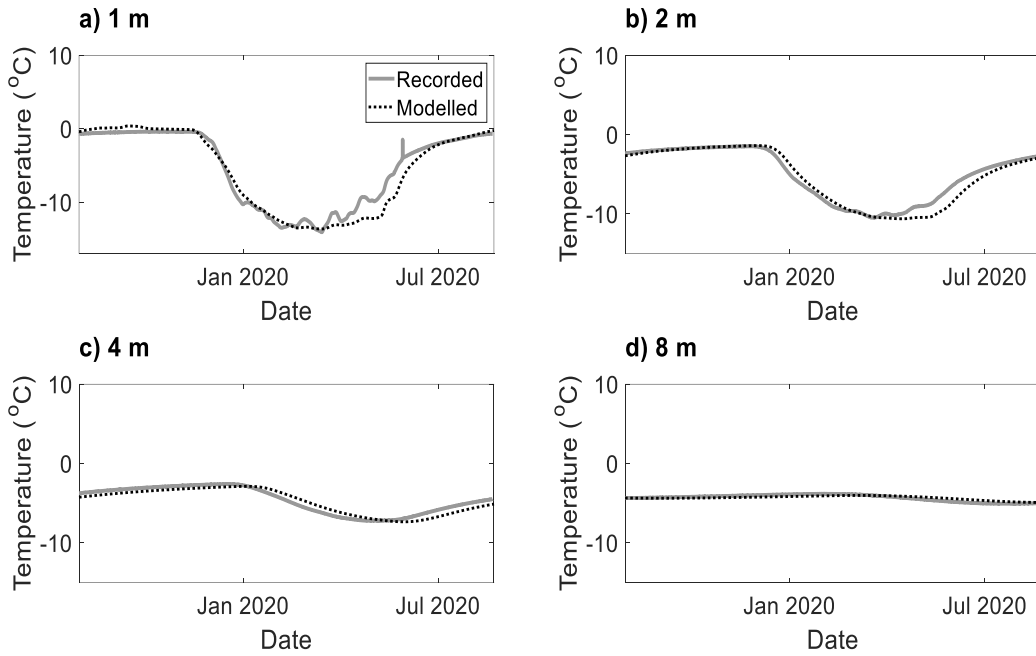 a) 1 m
Temperature (°C)
10
0
-10
Recorded
Modelled
Jan 2020
Jul 2020
Date
b) 2 m
Temperature (°C)
10
0
-10
Jan 2020
Jul 2020
Date
c) 4 m
Temperature (°C)
10
0
-10
Jan 2020
Jul 2020
Date
d) 8 m
Temperature (°C)
10
0
-10
Jan 2020
Jul 2020
Date